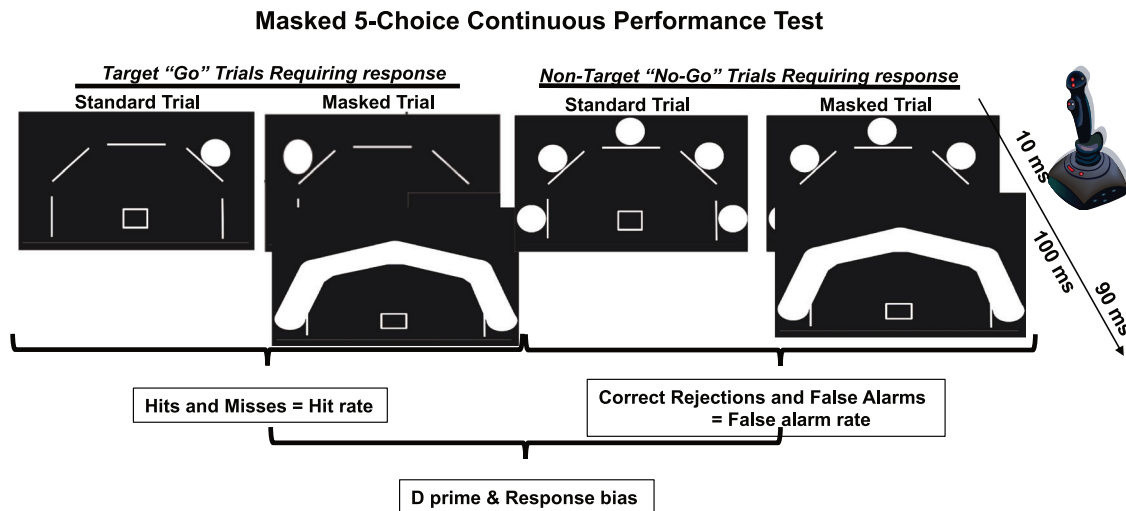 Masked 5-Choice Continuous Performance Test
Target “Go” Trials Requiring response
Non-Target “No-Go” Trials Requiring response
Standard Trial
Masked Trial
Standard Trial
Masked Trial
10 ms
100 ms
90 ms
Hits and Misses = Hit rate
Correct Rejections and False Alarms
= False alarm rate
D prime & Response bias